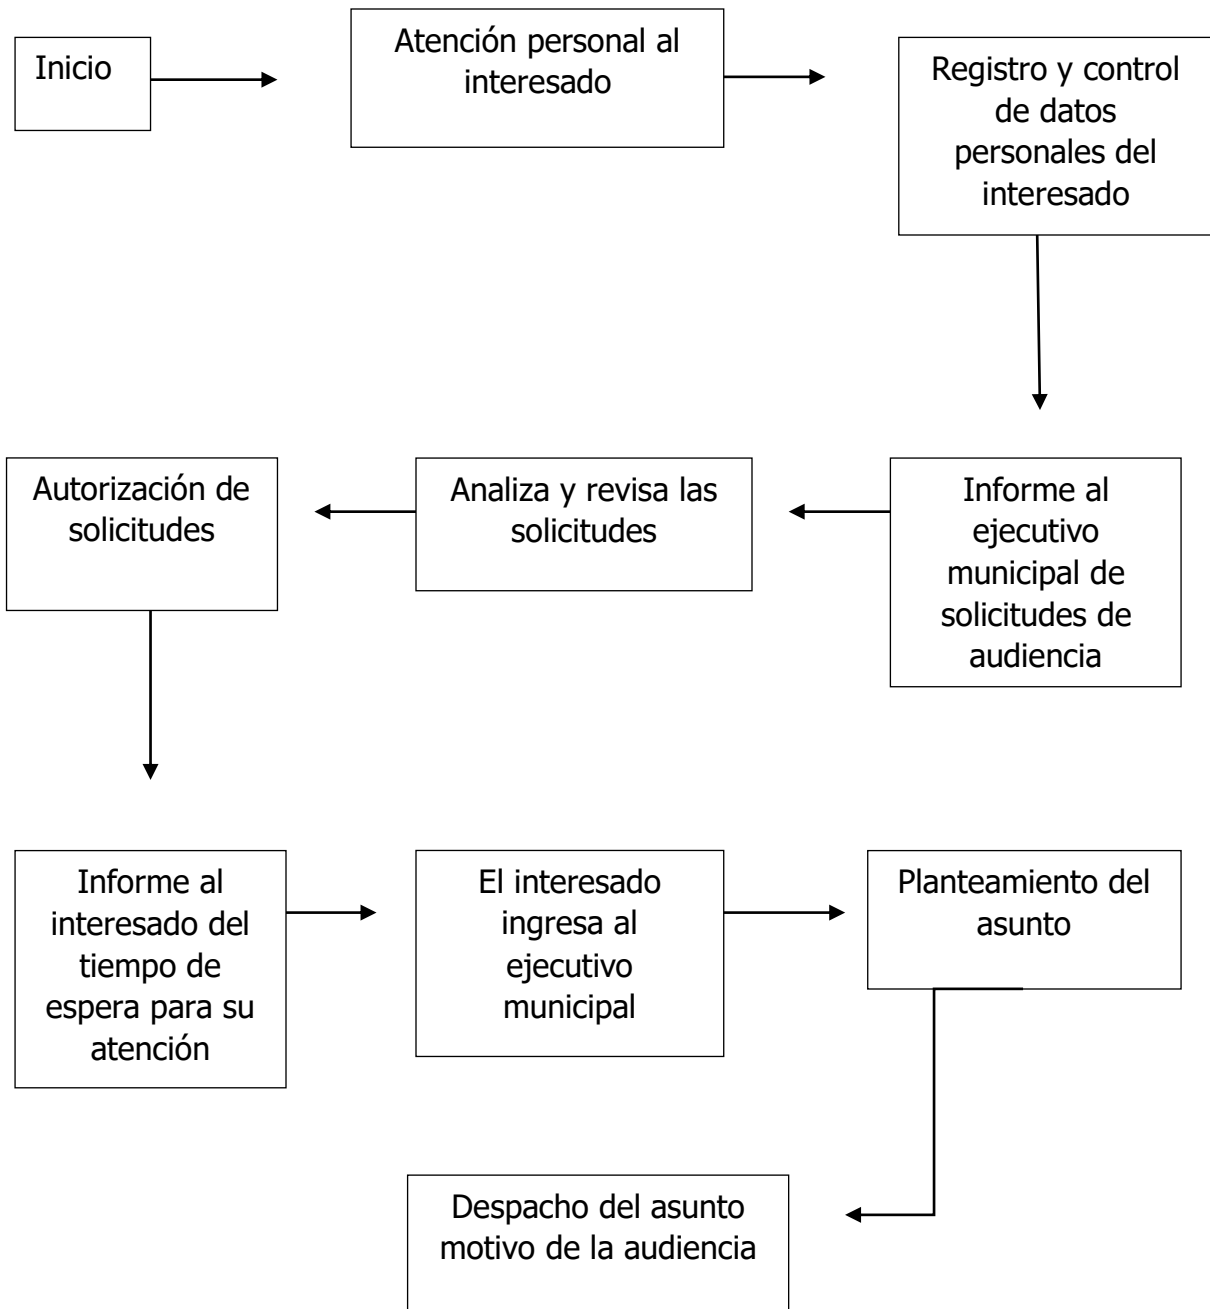 Inicio
Atención personal al
interesado
Registro y control
de datos
personales del
interesado
Autorización de
solicitudes
Analiza y revisa las
solicitudes
Informe al
ejecutivo
municipal de
solicitudes de
audiencia
Informe al
interesado del
tiempo de
espera para su
atención
El interesado
ingresa al
ejecutivo
municipal
Planteamiento del
asunto
Despacho del asunto
motivo de la audiencia